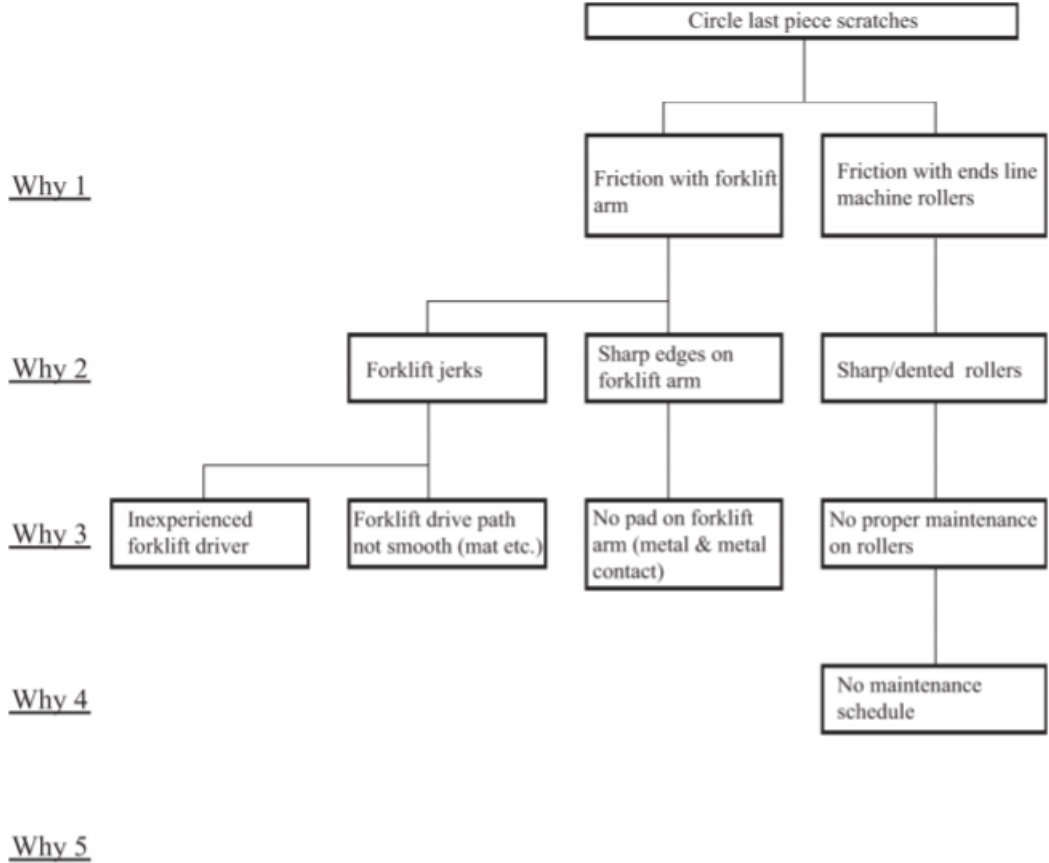 Circle last piece scratches
Why 1
Friction with forklift
arm
Friction with ends line
machine rollers
Why 2
Forklift jerks
Sharp edges on
forklift arm
Sharp/dented rollers
Why 3
Inexperienced
forklift driver
Forklift drive path
not smooth (mat etc.)
No pad on forklift
arm (metal & metal
contact)
No proper maintenance
on rollers
Why 4
No maintenance
schedule
Why 5